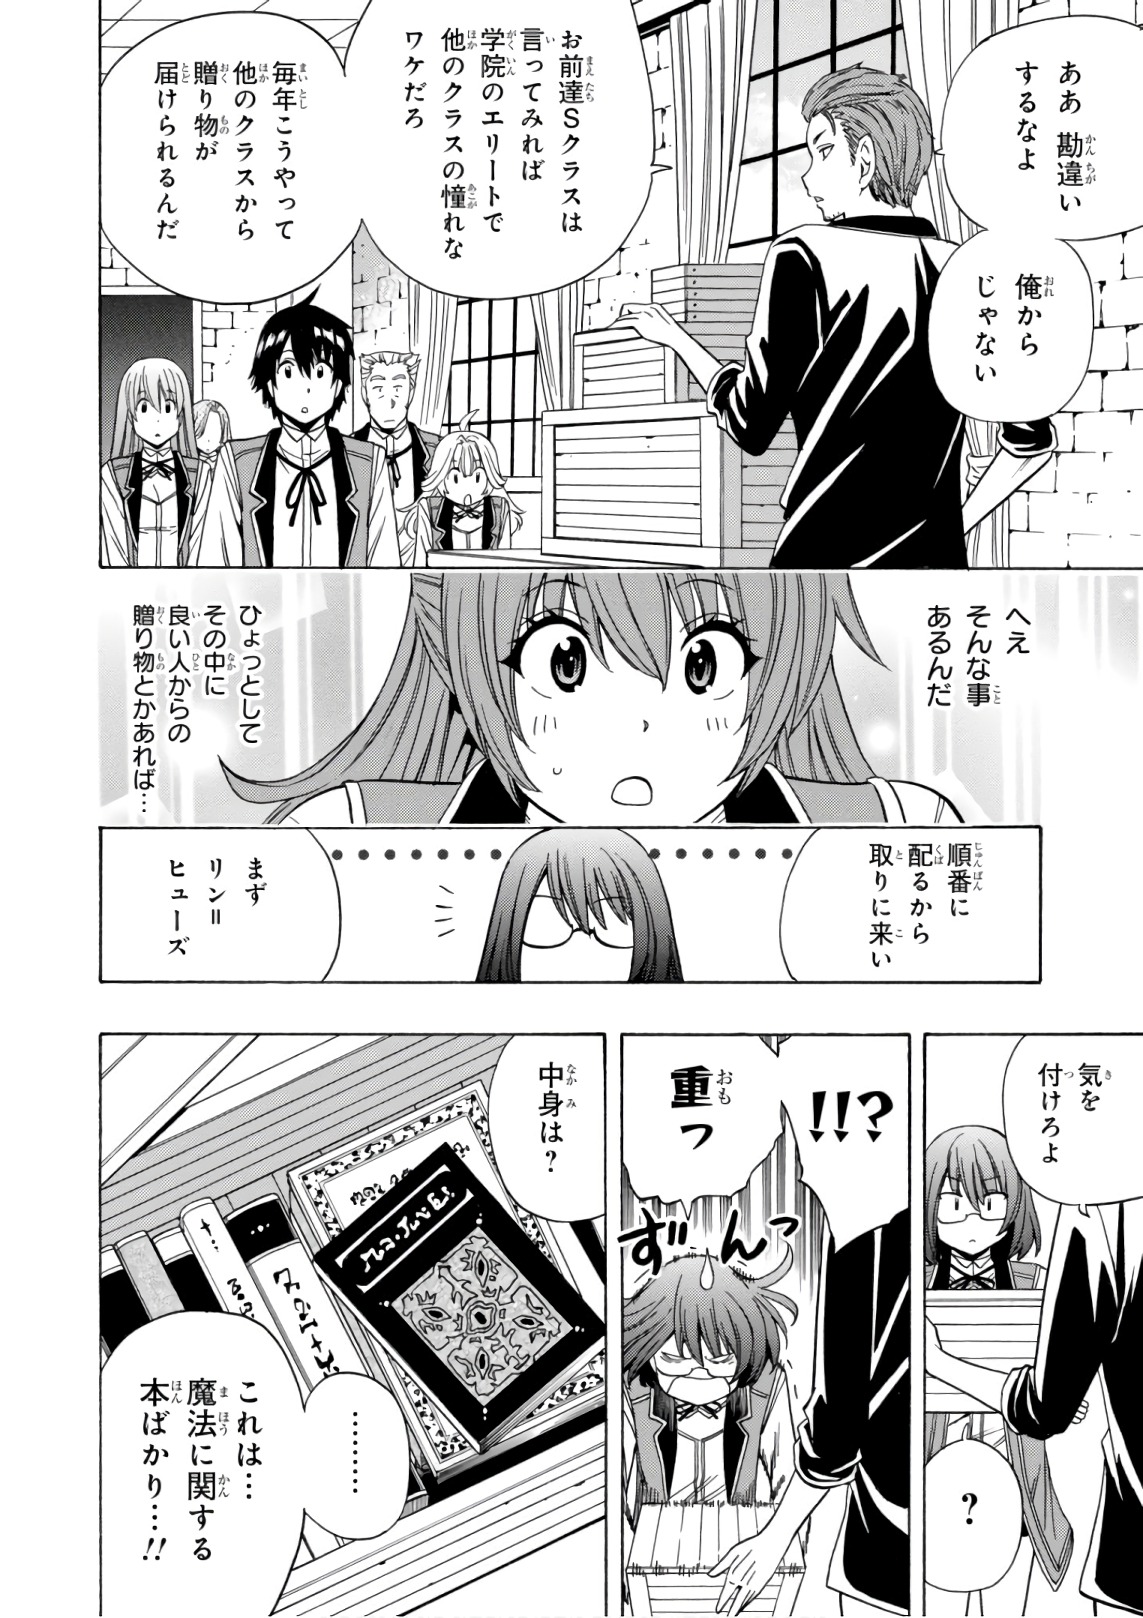 ああ 勘違い
するなよ
俺から
じゃない
お前達Sクラスは
言ってみれば
学院のエリートで
他のクラスの憧れな
ワケだろ
毎年こうやって
他のクラスから
贈り物が
届けられるんだ
へえ
そんな事
あるんだ
ひょっとして
その中に
良い人からの
贈り物とかあれば…
順番に
配るから
取りに来い
まず
リン=
ヒューズ
気を
付けろよ
?
!!?
重っ
ずんっ
中身は?
………
これは…
魔法に関する
本ばかり…!!